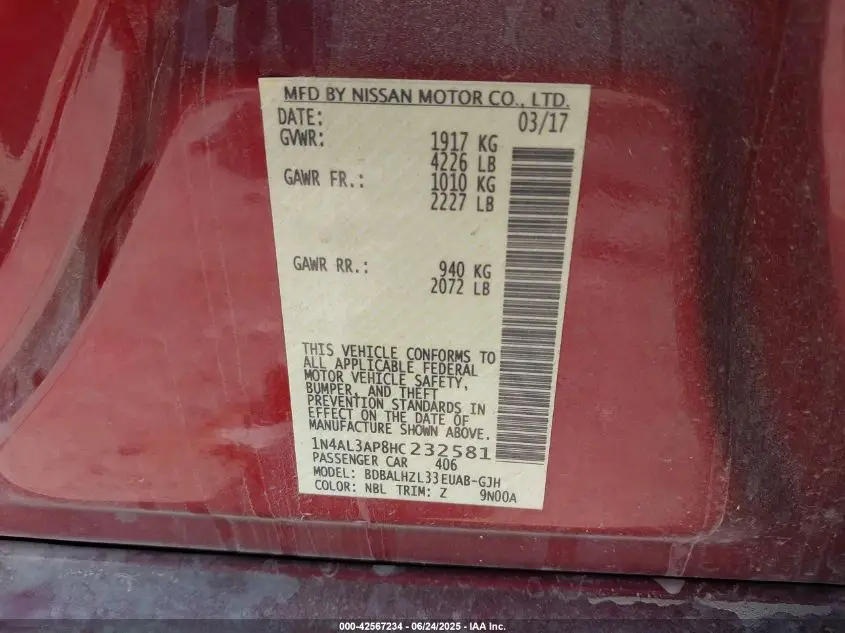 MFD BY NISSAN MOTOR CO., LTD.
DATE: 03/17
GVWR: 1917 KG
4226 LB
GAWR FR.: 1010 KG
2227 LB
GAWR RR.: 940 KG
2072 LB
THIS VEHICLE CONFORMS TO
ALL APPLICABLE FEDERAL
MOTOR VEHICLE SAFETY,
BUMPER, AND THEFT
PREVENTION STANDARDS IN
EFFECT ON THE DATE OF
MANUFACTURE SHOWN ABOVE.
1N4AL3AP8HC232581
PASSENGER CAR 406
MODEL: BDBALHZL33EUAB-GJH
COLOR: NBL TRIM: Z 9N00A
000-42567234 - 06/24/2025 - IAA Inc.